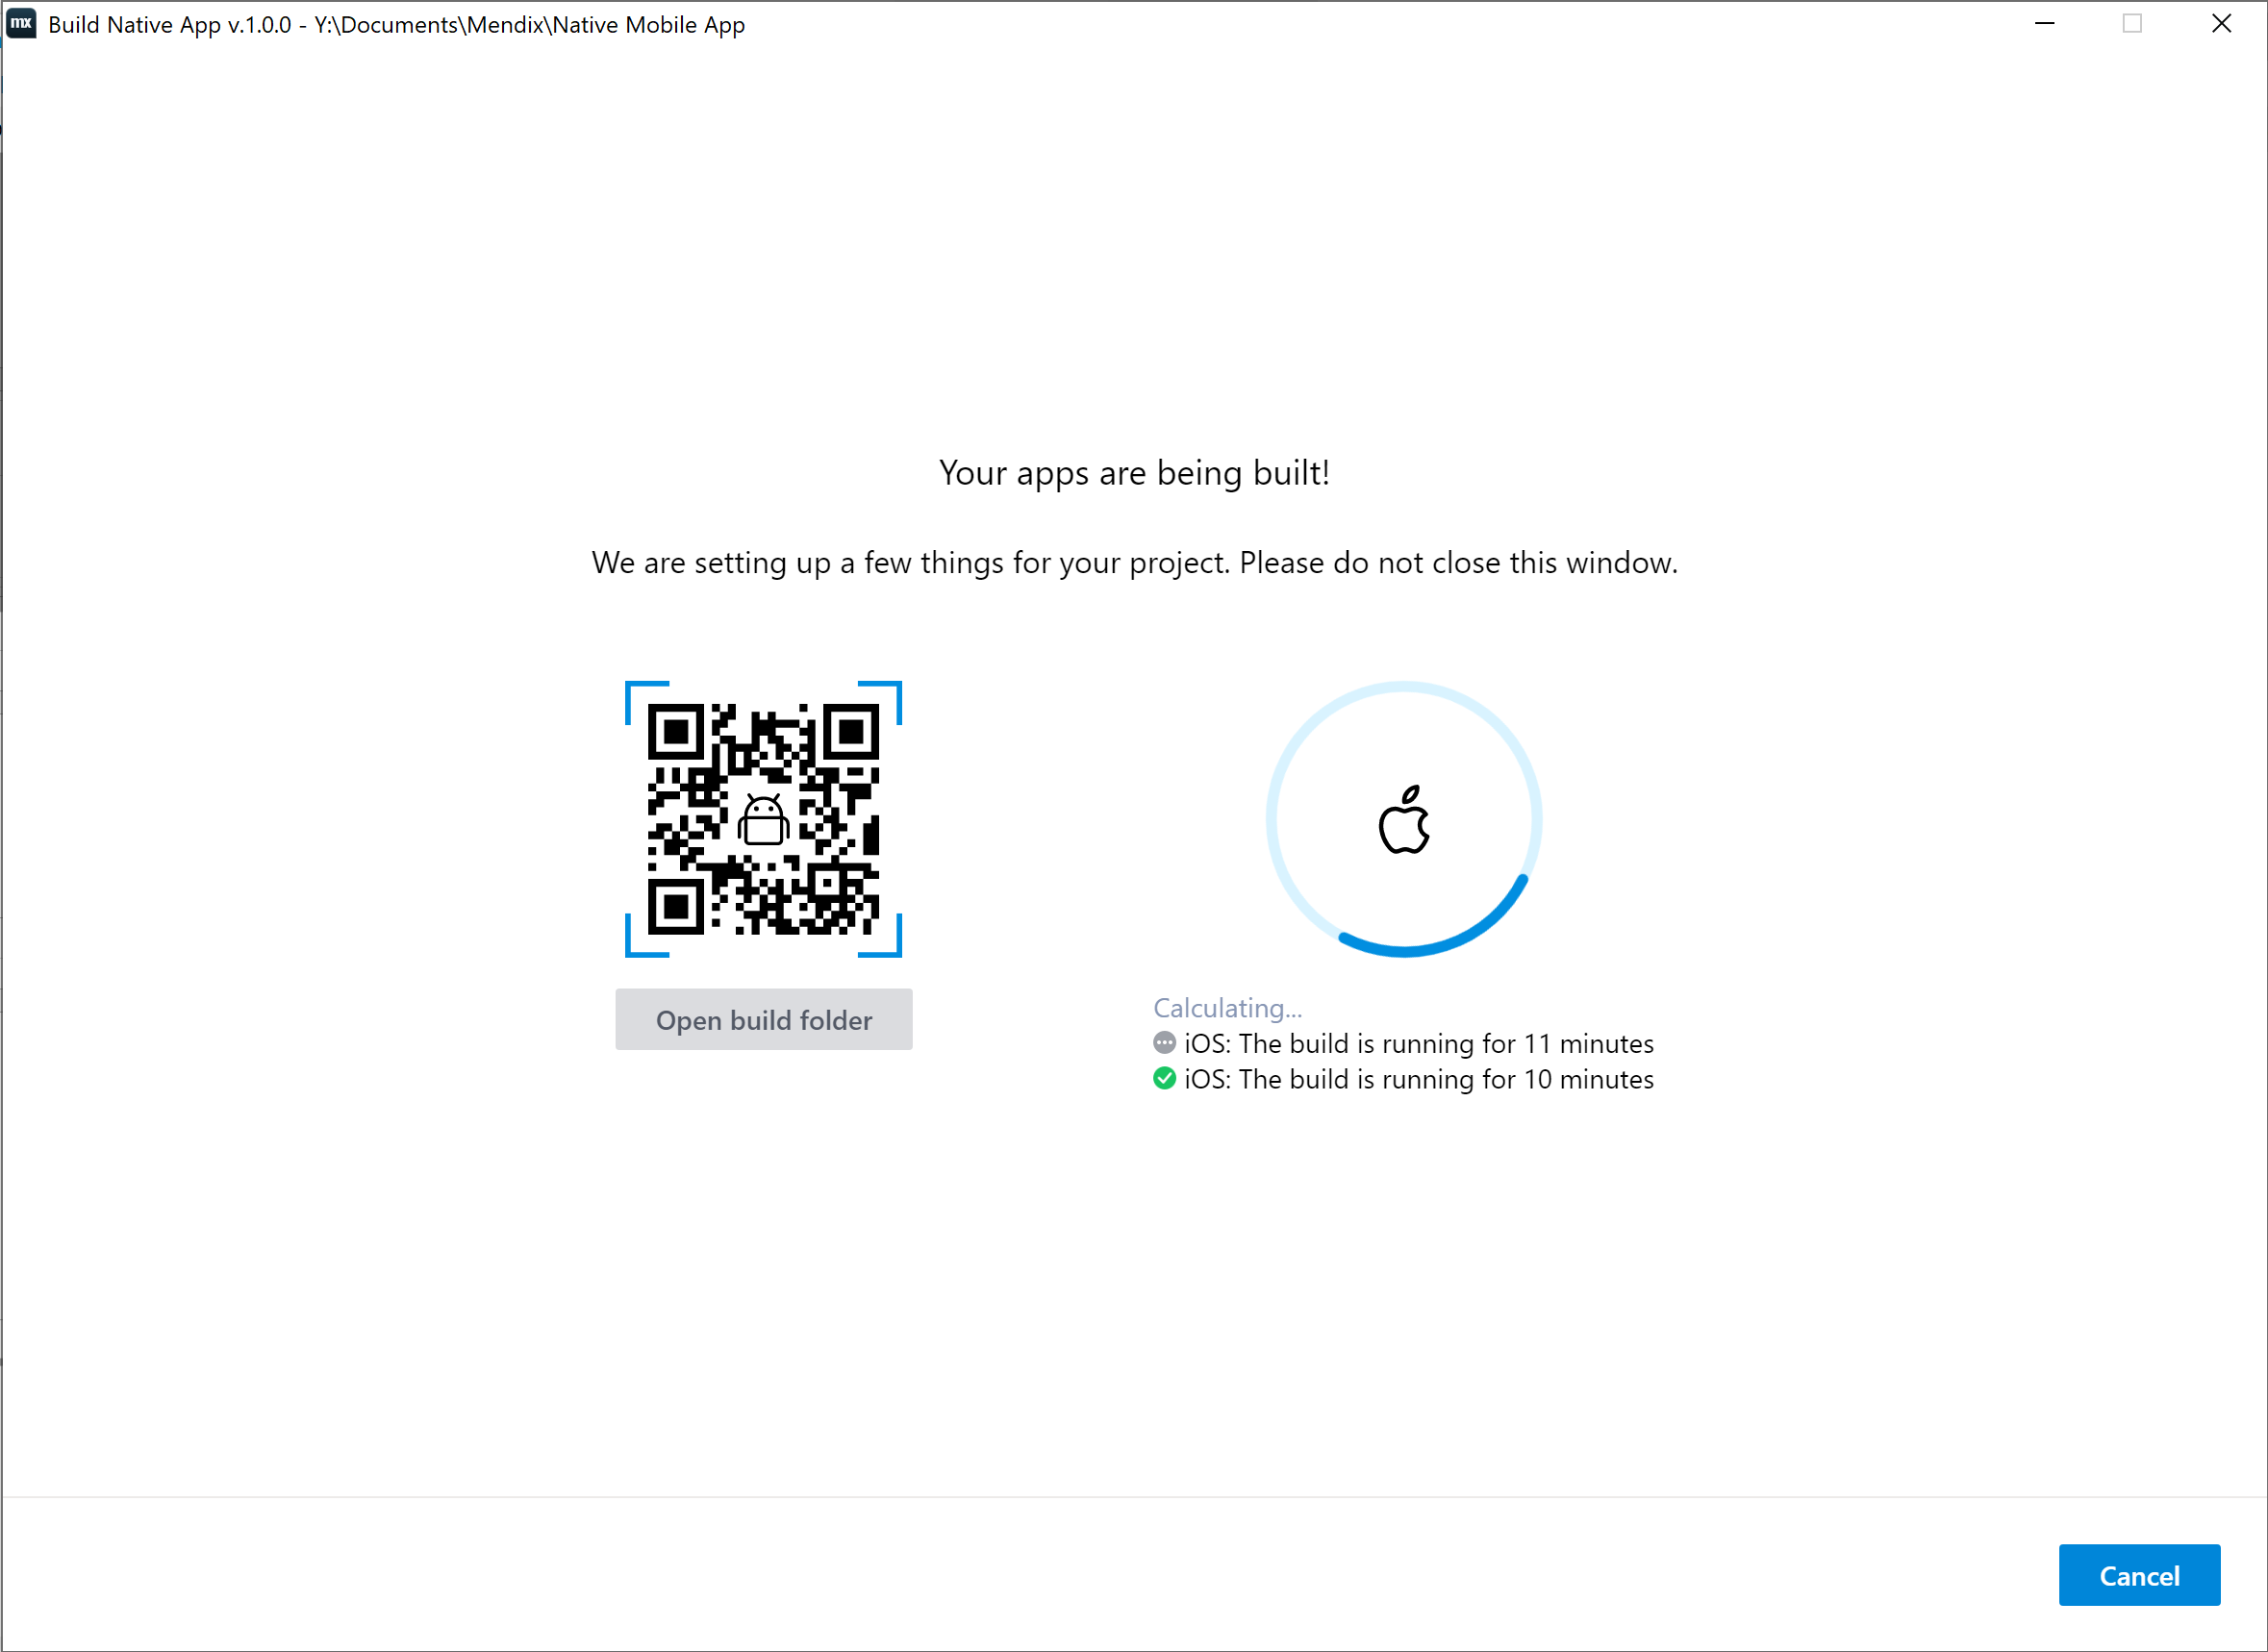 mx Build Native App v.1.0.0 - Y:\Documents\Mendix\Native Mobile App
Your apps are being built!
We are setting up a few things for your project. Please do not close this window.
Open build folder
Calculating...
iOS: The build is running for 11 minutes
iOS: The build is running for 10 minutes
Cancel